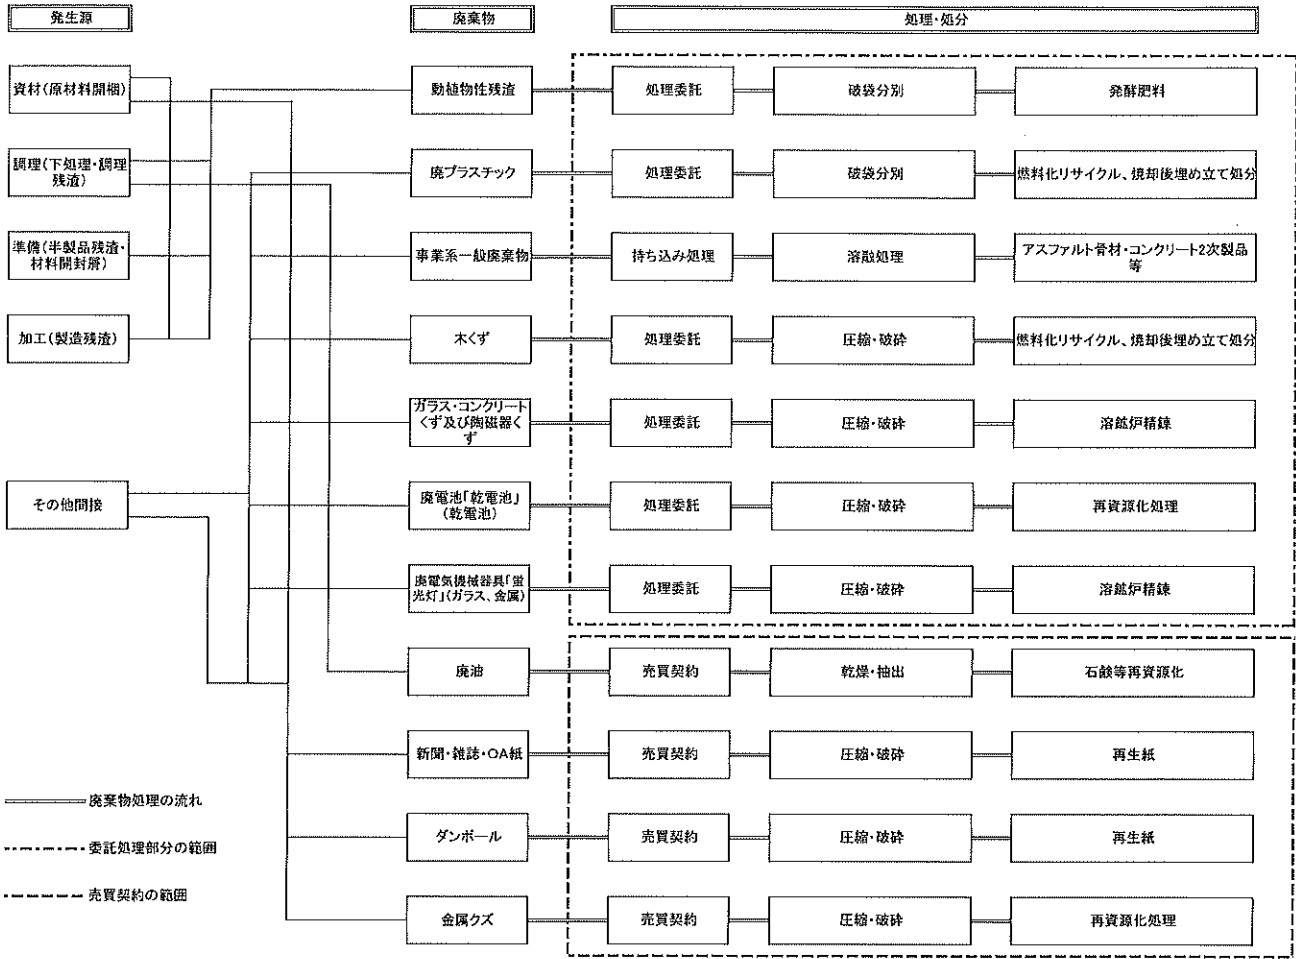 発生源
廃棄物
処理・処分
資材(原材料開梱)
動植物性残渣
処理委託
破袋分別
発酵肥料
調理(下処理・調理
残渣)
廃プラスチック
処理委託
破袋分別
燃料化リサイクル、焼却後埋め立て処分
準備(半製品残渣・
材料開封屑)
事業系一般廃棄物
持ち込み処理
溶融処理
アスファルト骨材・コンクリート2次製品
等
加工(製造残渣)
木くず
処理委託
圧縮・破砕
燃料化リサイクル、焼却後埋め立て処分
ガラス・コンクリート
くず及び陶磁器く
ず
処理委託
圧縮・破砕
溶鉱炉精錬
その他間接
廃電池「乾電池」
(乾電池)
処理委託
圧縮・破砕
再資源化処理
廃電気機械器具「蛍
光灯」(ガラス、金属)
処理委託
圧縮・破砕
溶鉱炉精錬
廃油
売買契約
乾燥・抽出
石鹸等再資源化
新聞・雑誌・OA紙
売買契約
圧縮・破砕
再生紙
ダンボール
売買契約
圧縮・破砕
再生紙
金属クズ
売買契約
圧縮・破砕
再資源化処理
廃棄物処理の流れ
委託処理部分の範囲
売買契約の範囲